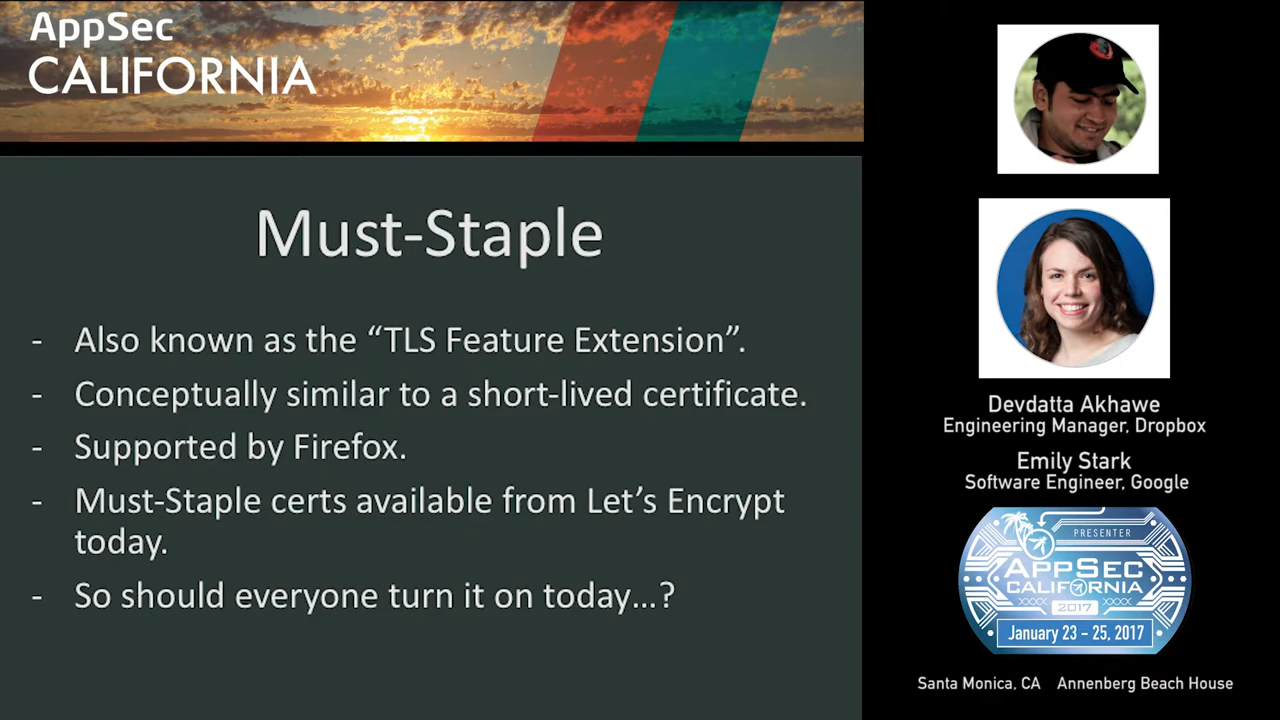 AppSec
CALIFORNIA
Must-Staple
- Also known as the “TLS Feature Extension”.
- Conceptually similar to a short-lived certificate.
- Supported by Firefox.
- Must-Staple certs available from Let’s Encrypt
today.
- So should everyone turn it on today...?
Devdatta Akhawe
Engineering Manager, Dropbox
Emily Stark
Software Engineer, Google
PRESENTER
APPSEC
CALIFORNIA
2017
January 23 - 25, 2017
Santa Monica, CA Annenberg Beach House